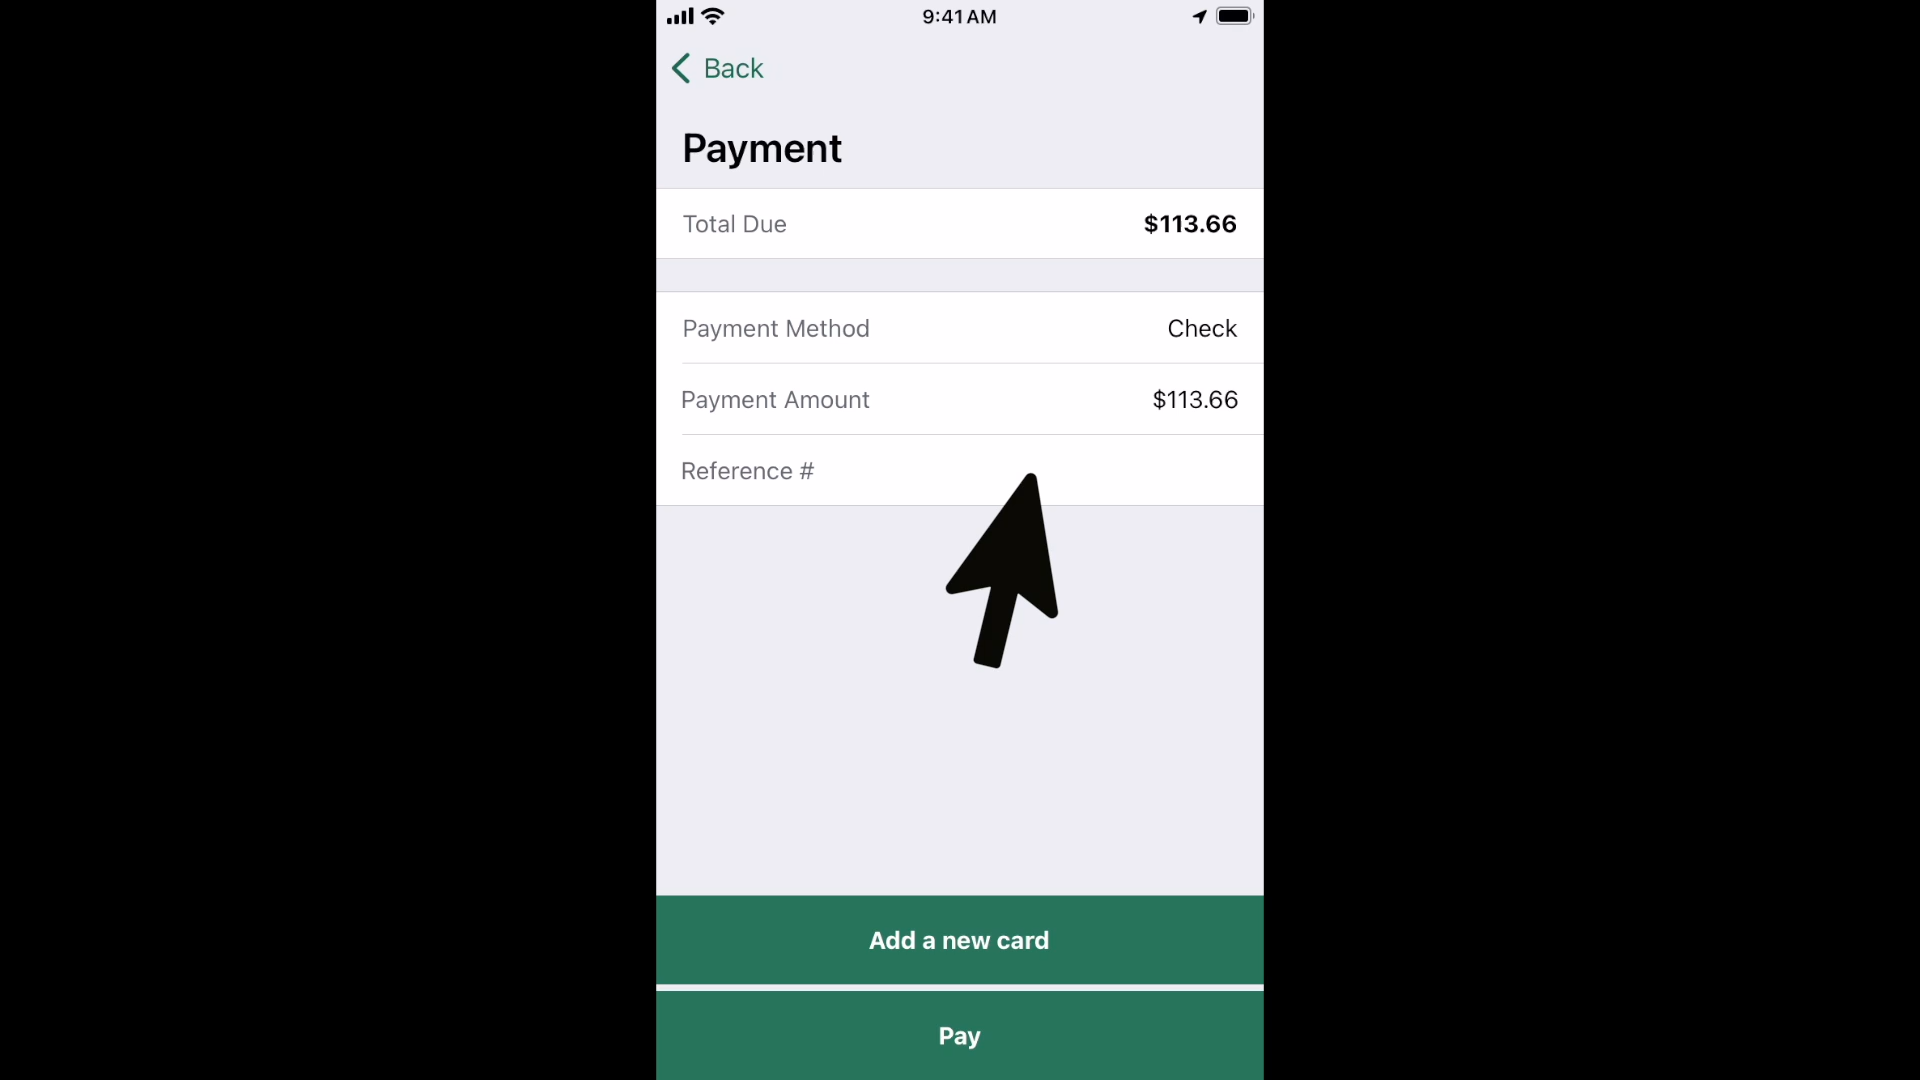 9:41 AM
Back
Payment
Total Due $113.66
Payment Method Check
Payment Amount $113.66
Reference #
Add a new card
Pay